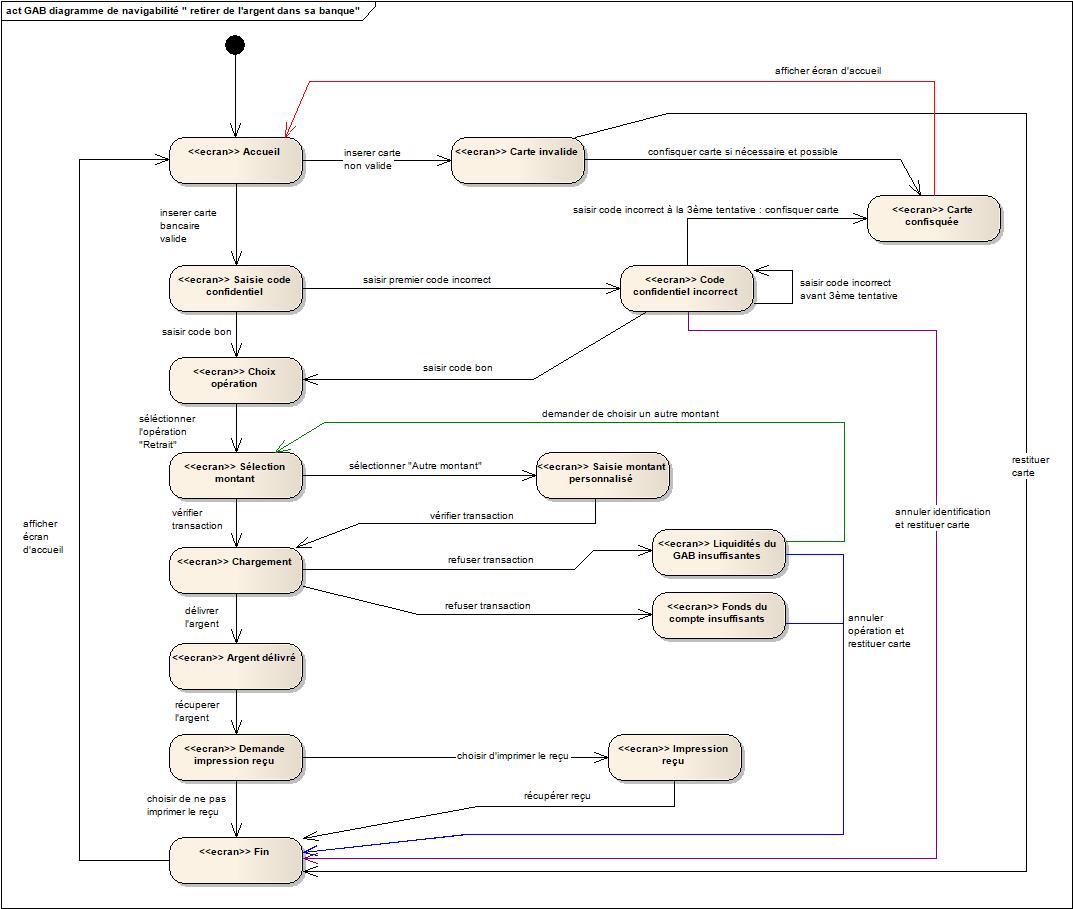 act GAB diagramme de navigabilité " retirer de l'argent dans sa banque"
afficher écran d'accueil
<<ecran>> Accueil
inserer carte
non valide
<<ecran>> Carte invalide
confisquer carte si nécessaire et possible
<<ecran>> Carte
confisquée
inserer carte
bancaire
valide
saisir code incorrect à la 3ème tentative : confisquer carte
<<ecran>> Saisie code
confidentiel
saisir premier code incorrect
<<ecran>> Code
confidentiel incorrect
saisir code incorrect
avant 3ème tentative
saisir code bon
<<ecran>> Choix
opération
saisir code bon
séléctionner
l'opération
"Retrait"
demander de choisir un autre montant
<<ecran>> Sélection
montant
sélectionner "Autre montant"
<<ecran>> Saisie montant
personnalisé
restituer
carte
vérifier
transaction
vérifier transaction
annuler identification
et restituer carte
afficher
écran
d'accueil
<<ecran>> Chargement
refuser transaction
<<ecran>> Liquidités du
GAB insuffisantes
refuser transaction
<<ecran>> Fonds du
compte insuffisants
délivrer
l'argent
annuler
opération et
restituer carte
<<ecran>> Argent délivré
récuperer
l'argent
<<ecran>> Demande
impression reçu
choisir d'imprimer le reçu
<<ecran>> Impression
reçu
choisir de ne pas
imprimer le reçu
récupérer reçu
<<ecran>> Fin